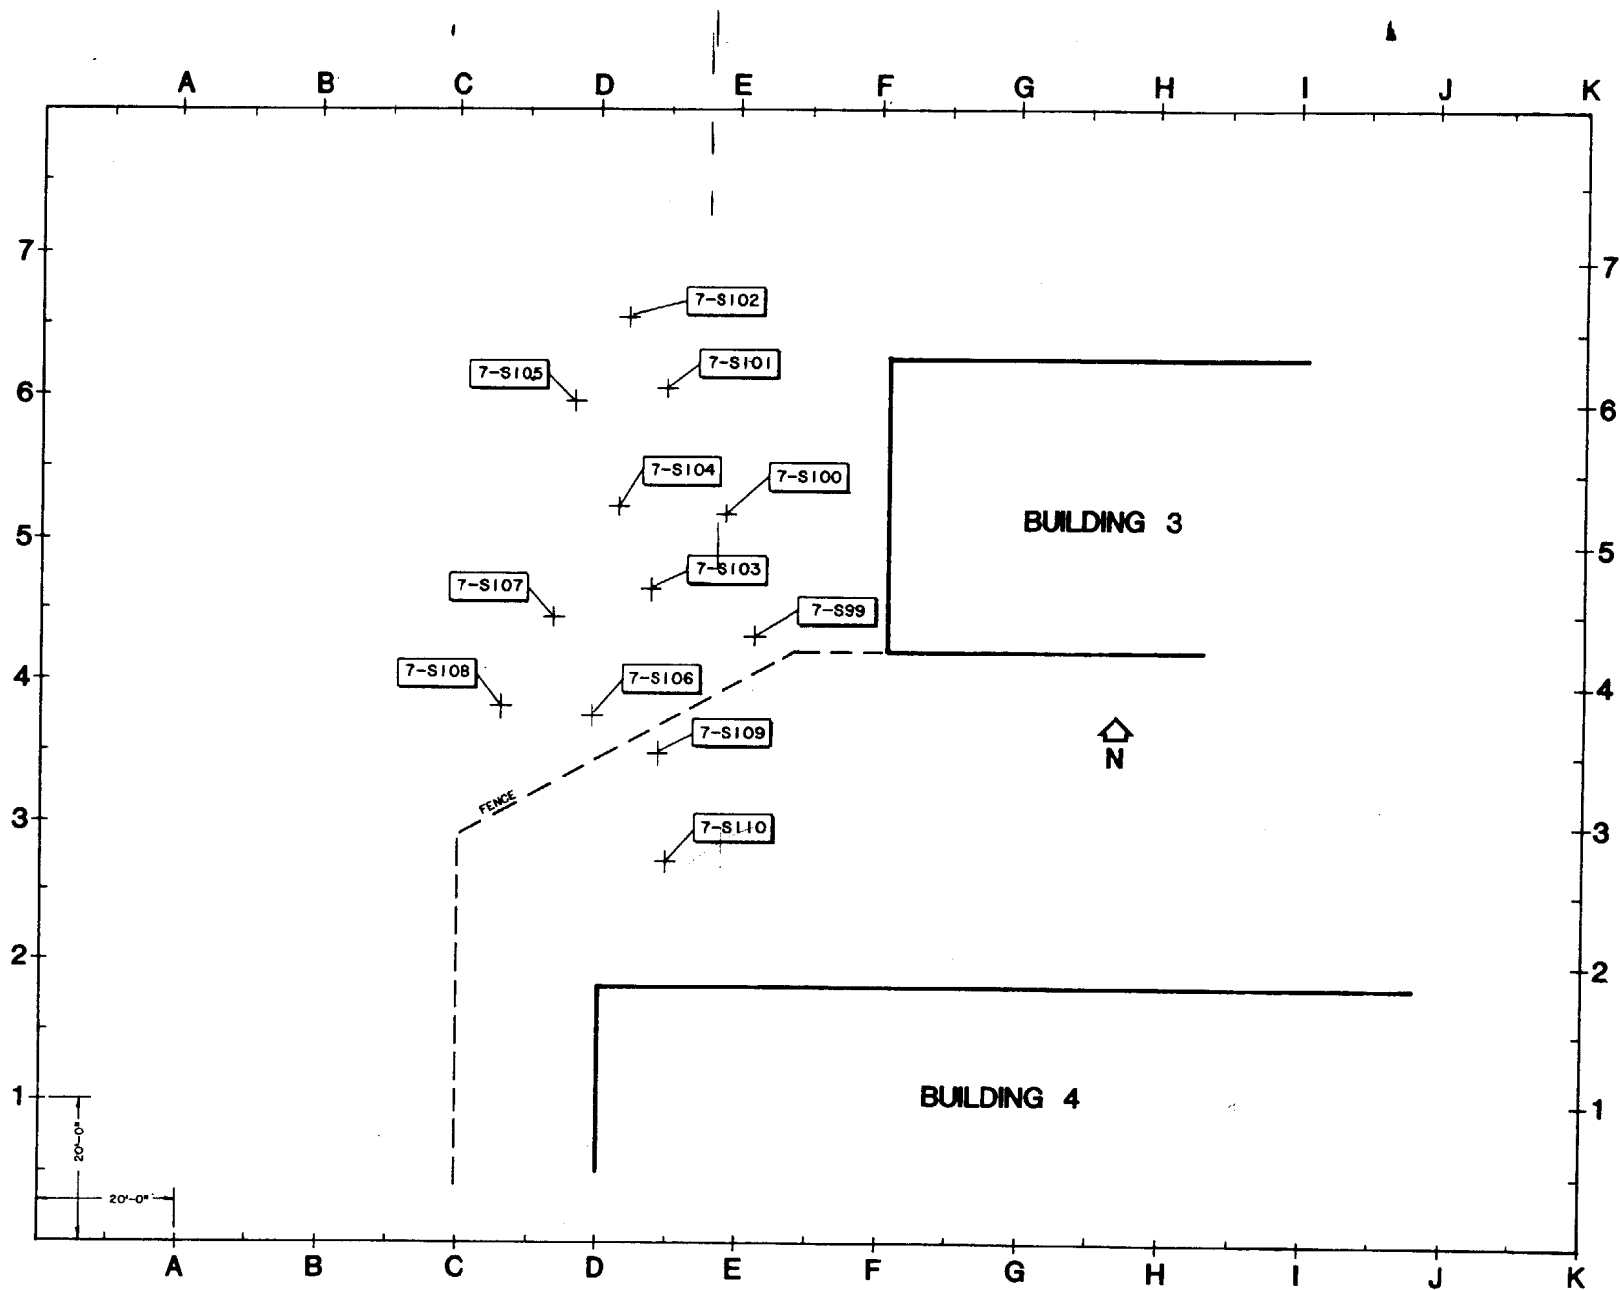 A B C D E F G H I J K
7 7
7-S102
7-S101
7-S105
6 6
7-S104
7-S100
BUILDING 3
5 5
7-S103
7-S107
7-S99
7-S108
7-S106
4 4
7-S109
N
FENCE
3 3
7-S110
2 2
BUILDING 4
1 1
20'-0"
20'-0"
A B C D E F G H I J K